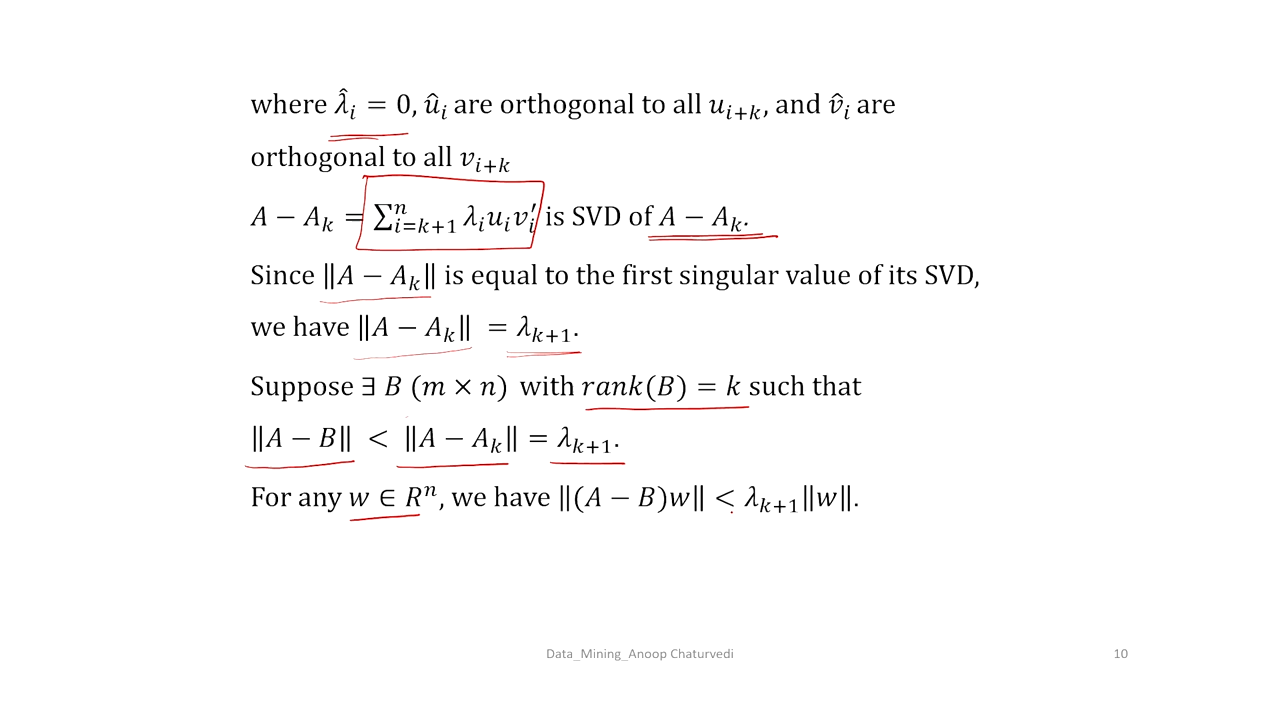 where λ̂ᵢ = 0, ûᵢ are orthogonal to all uᵢ₊ₖ, and v̂ᵢ are
orthogonal to all vᵢ₊ₖ
A − Aₖ = ∑ⁿᵢ₌ₖ₊₁ λᵢuᵢvᵢ′ is SVD of A − Aₖ.
Since ‖A − Aₖ‖ is equal to the first singular value of its SVD,
we have ‖A − Aₖ‖ = λₖ₊₁.
Suppose ∃ B (m × n) with rank(B) = k such that
‖A − B‖ < ‖A − Aₖ‖ = λₖ₊₁.
For any w ∈ Rⁿ, we have ‖(A − B)w‖ < λₖ₊₁‖w‖.
Data_Mining_Anoop Chaturvedi
10